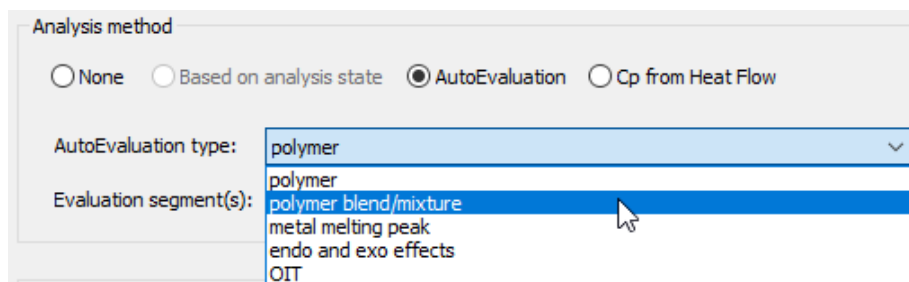 Analysis method
None Based on analysis state AutoEvaluation Cp from Heat Flow
AutoEvaluation type: polymer
polymer
Evaluation segment(s): polymer blend/mixture
metal melting peak
endo and exo effects
OIT